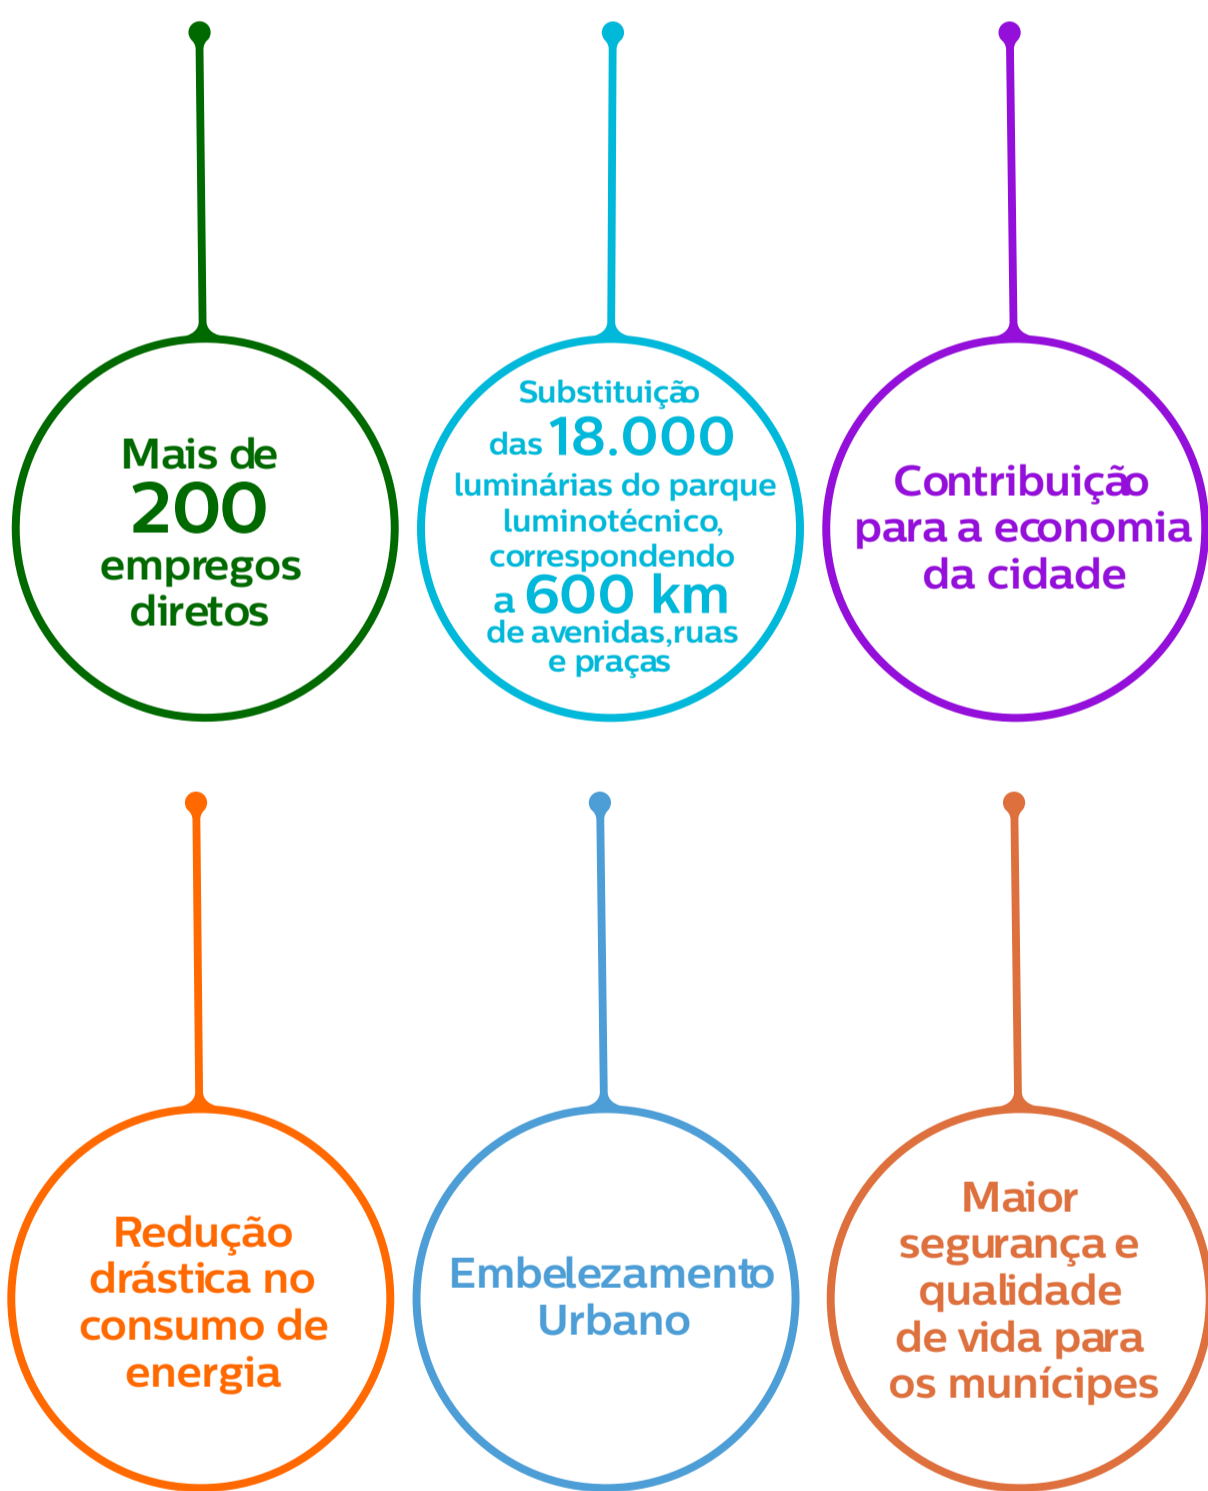 Mais de
200
empregos
diretos
Substituição
das 18.000
luminárias do parque
luminotécnico,
correspondendo
a 600 km
de avenidas,ruas
e praças
Contribuição
para a economia
da cidade
Redução
drástica no
consumo de
energia
Embelezamento
Urbano
Maior
segurança e
qualidade
de vida para
os munícipes